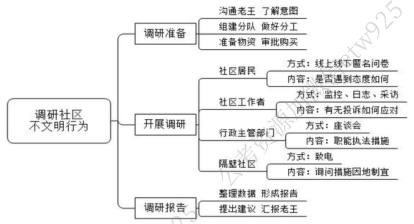 沟通老王 了解意图
调研准备
组建分队 做好分工
准备物资 审批购买
社区居民
方式：线上线下匿名问卷
内容：是否遇到态度如何
社区工作者
方式：监控、日志、采访
内容：有无投诉如何应对
调研社区
不文明行为
开展调研
行政主管部门
方式：座谈会
内容：职能执法措施
隔壁社区
方式：致电
内容：询问措施因地制宜
调研报告
整理数据 形成报告
提出建议 汇报老王